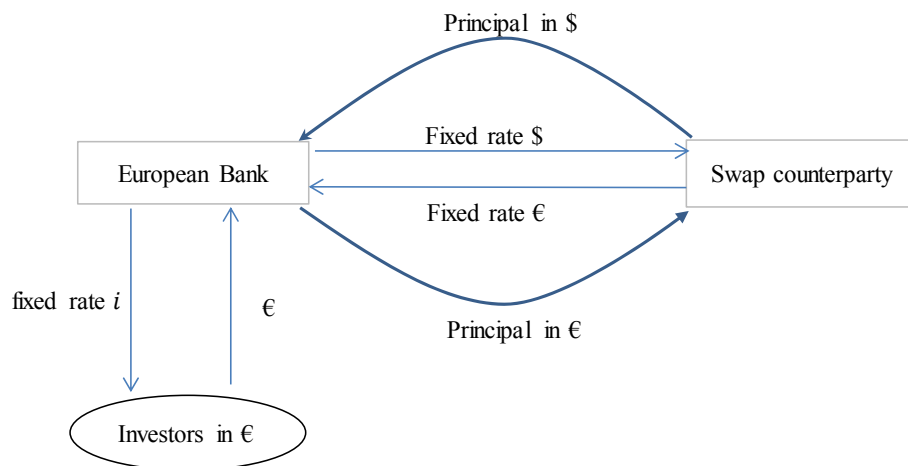 Principal in $
Fixed rate $
European Bank
Swap counterparty
Fixed rate €
fixed rate i
€
Principal in €
Investors in €